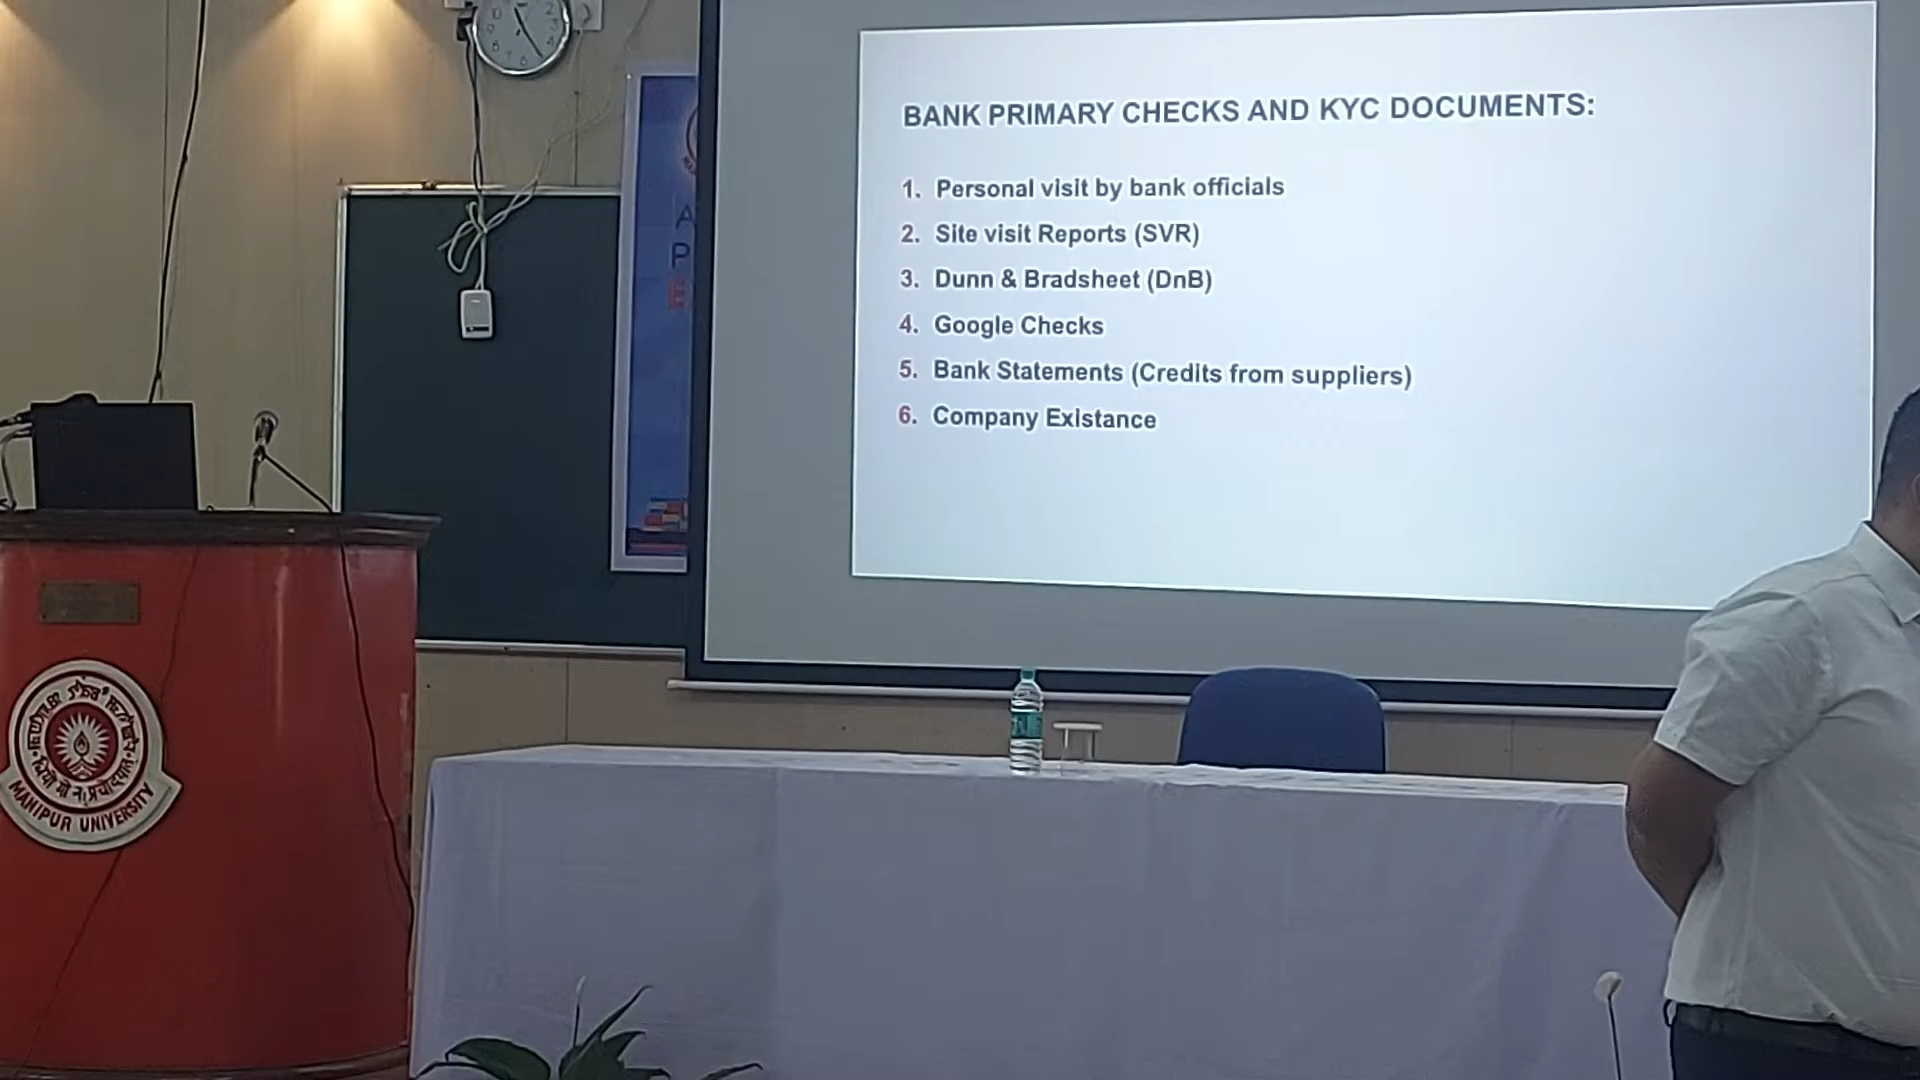 BANK PRIMARY CHECKS AND KYC DOCUMENTS:
1. Personal visit by bank officials
2. Site visit Reports (SVR)
3. Dunn & Bradsheet (DnB)
4. Google Checks
5. Bank Statements (Credits from suppliers)
6. Company Existance
MANIPUR UNIVERSITY